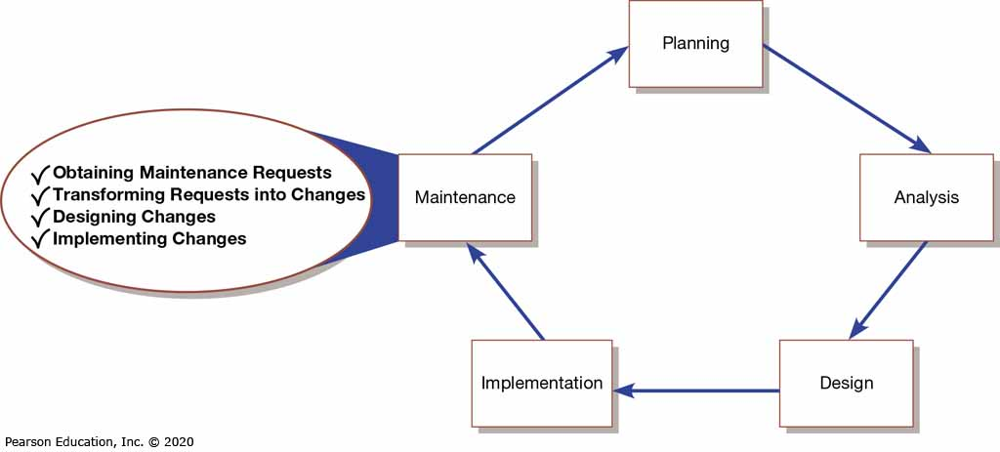 Planning
✓Obtaining Maintenance Requests
✓Transforming Requests into Changes
✓Designing Changes
✓Implementing Changes
Maintenance
Analysis
Implementation
Design
Pearson Education, Inc. © 2020